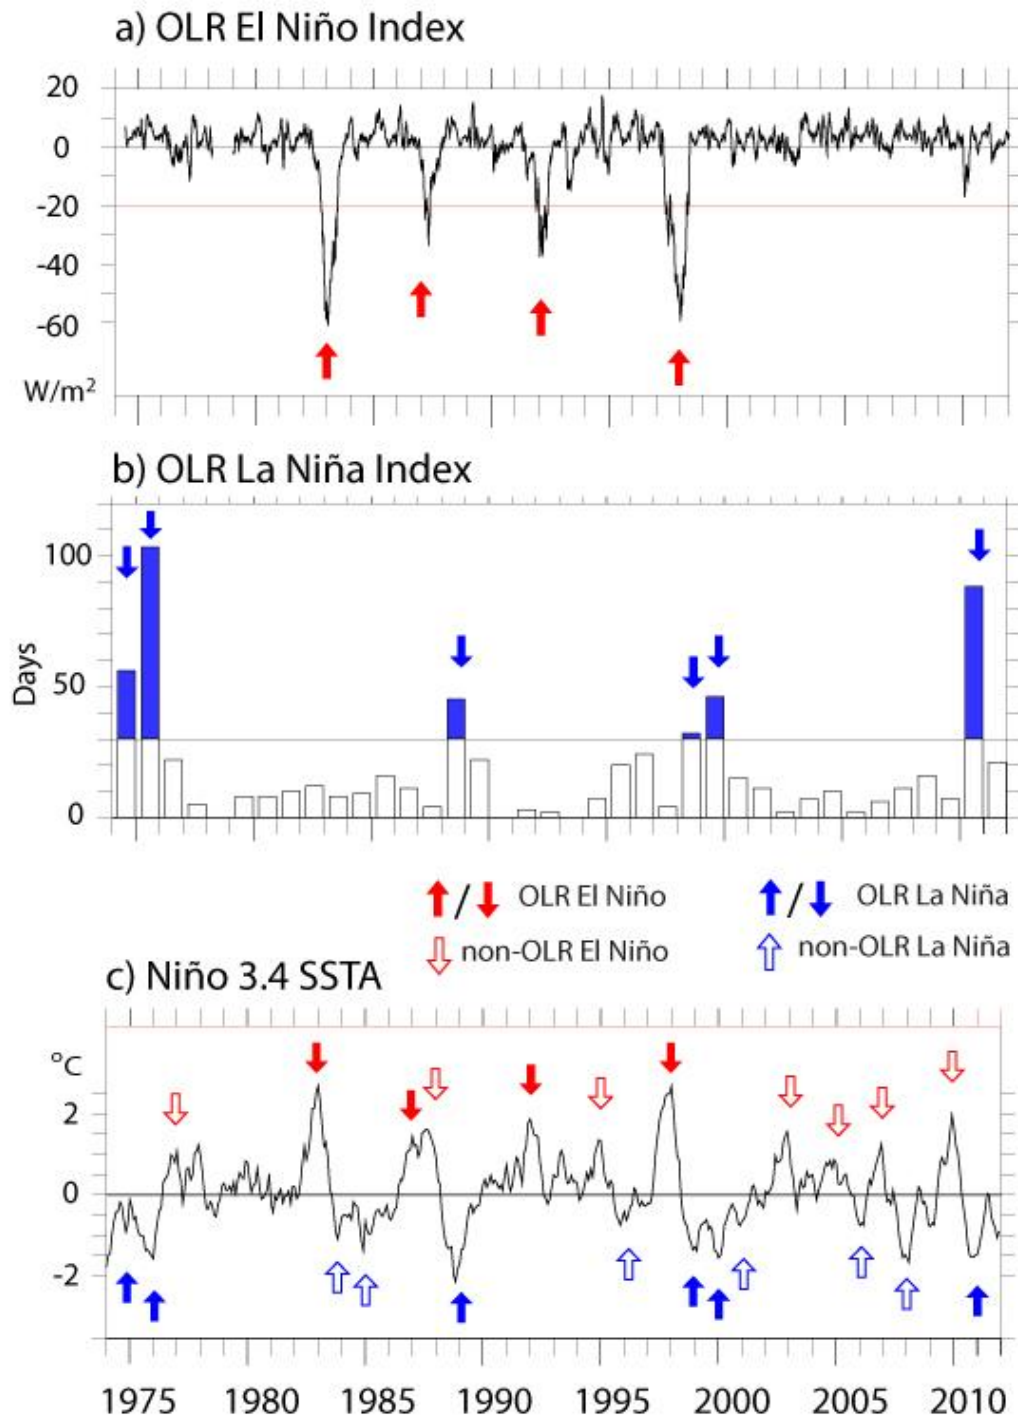 a) OLR El Niño Index
20
0
-20
-40
-60
W/m²
b) OLR La Niña Index
100
50
0
Days
/ OLR El Niño / OLR La Niña
non-OLR El Niño non-OLR La Niña
c) Niño 3.4 SSTA
°C
2
0
-2
1975 1980 1985 1990 1995 2000 2005 2010